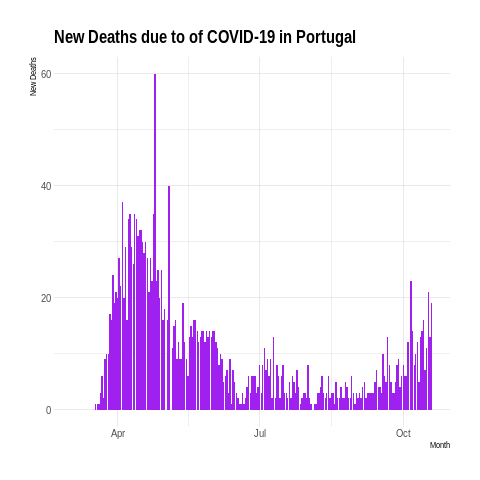 New Deaths due to of COVID-19 in Portugal
New Deaths
60
40
20
0
Apr
Jul
Oct
Month